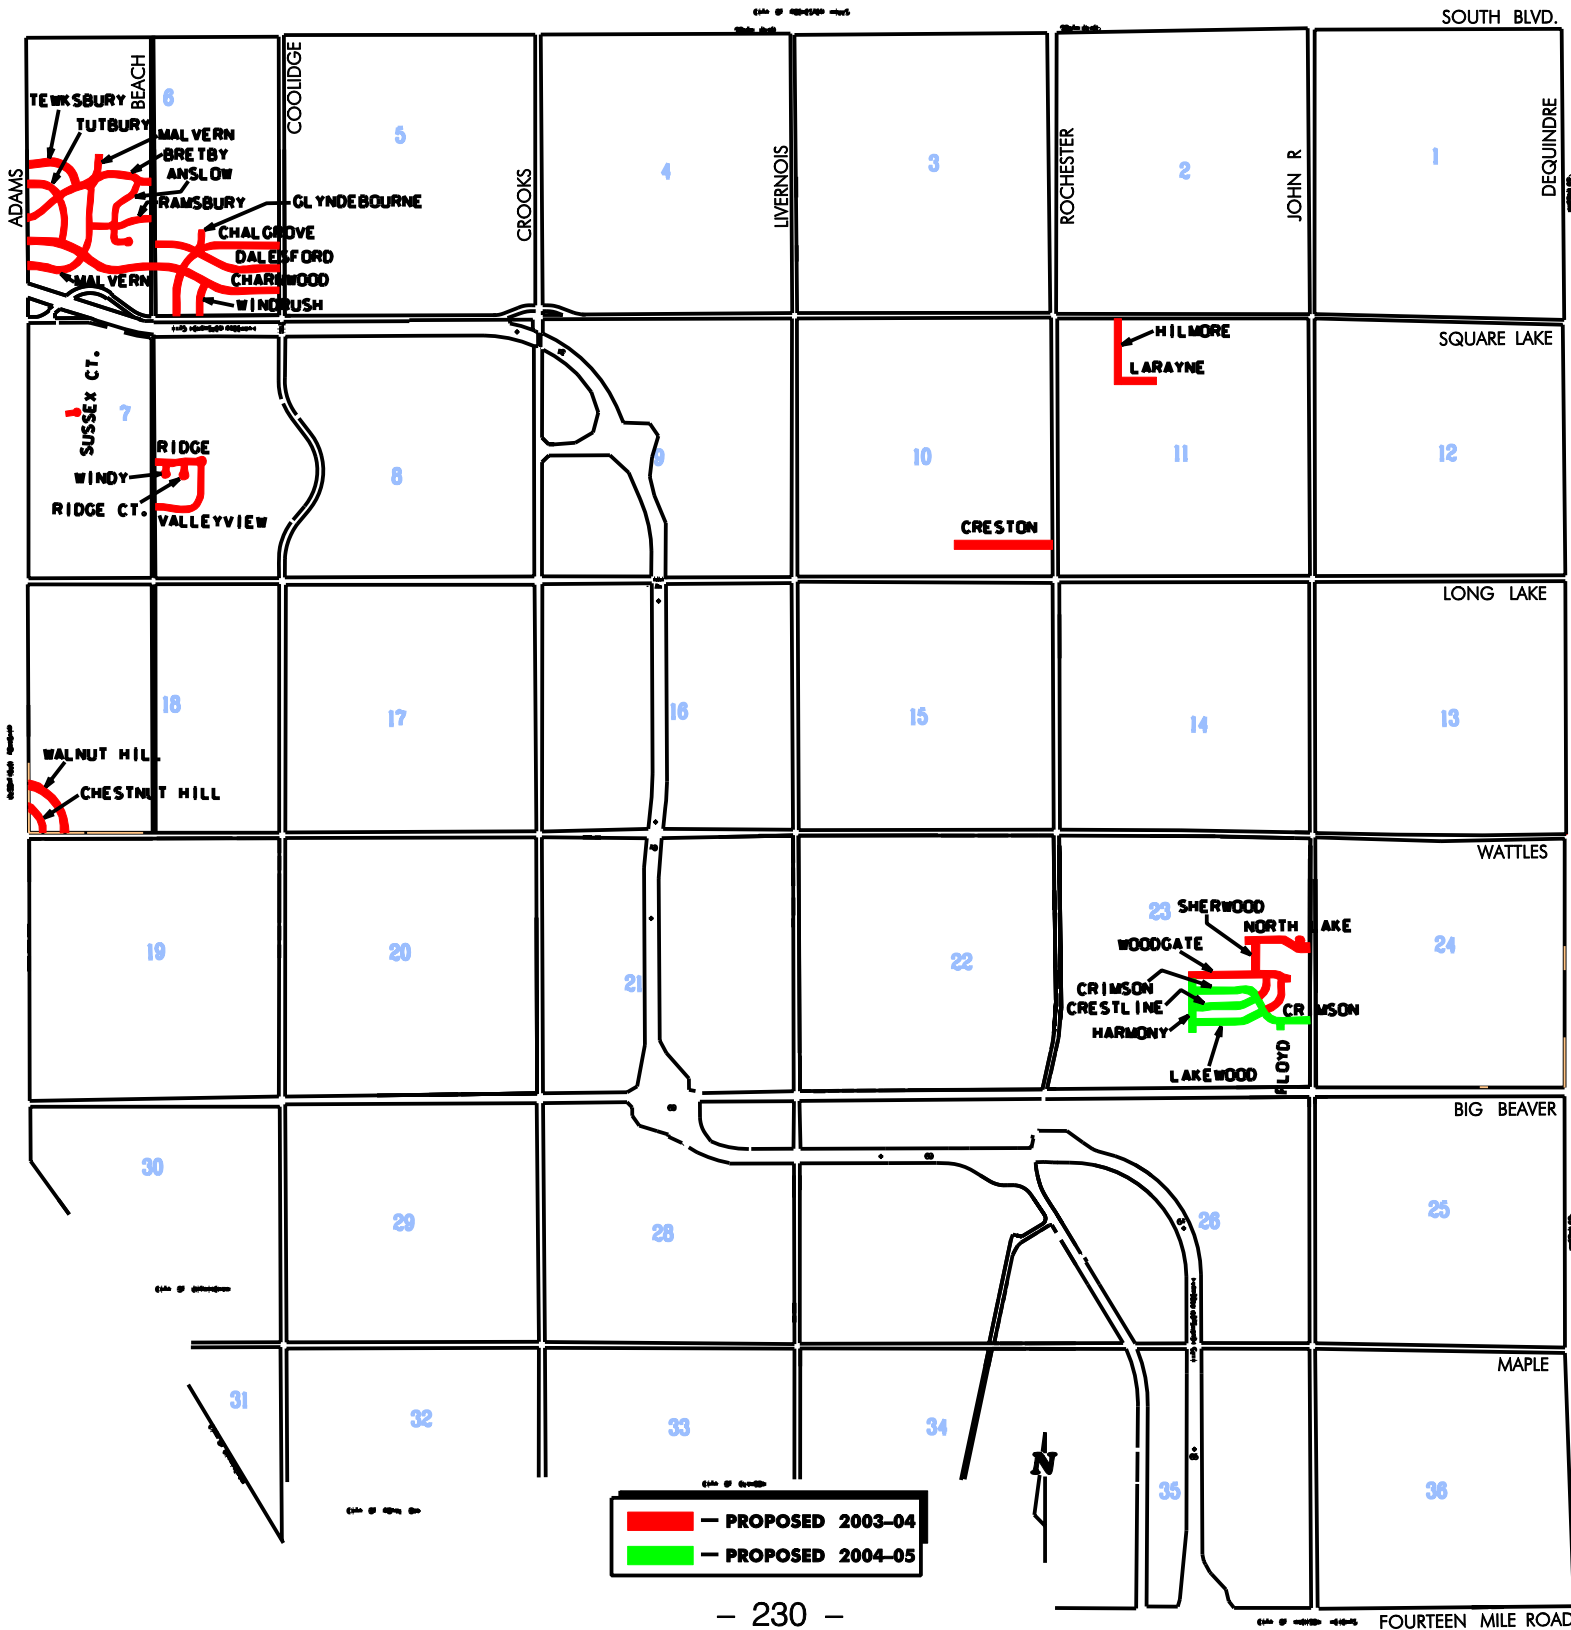 SOUTH BLVD.
BEACH
COOLIDGE
6
5
4
3
2
1
TEWKSBURY
TUTBURY
MALVERN
BRETBY
ANSLOW
RAMSBURY
GLYNDEBOURNE
CHALGROVE
DALESFORD
CHARNWOOD
WINDRUSH
MALVERN
ADAMS
CROOKS
LIVERNOIS
ROCHESTER
JOHN R
DEQUINDRE
SQUARE LAKE
HILMORE
LARAYNE
SUSSEX CT.
7
8
9
10
11
12
RIDGE
WINDY
RIDGE CT.
VALLEYVIEW
CRESTON
LONG LAKE
18
17
16
15
14
13
WALNUT HILL
CHESTNUT HILL
WATTLES
19
20
21
22
23
24
SHERWOOD
NORTH LAKE
WOODGATE
CRIMSON
CRESTLINE
CRIMSON
HARMONY
LAKEWOOD
FLOYD
BIG BEAVER
30
29
28
26
25
MAPLE
31
32
33
34
35
36
N
— PROPOSED 2003–04
— PROPOSED 2004–05
– 230 –
FOURTEEN MILE ROAD